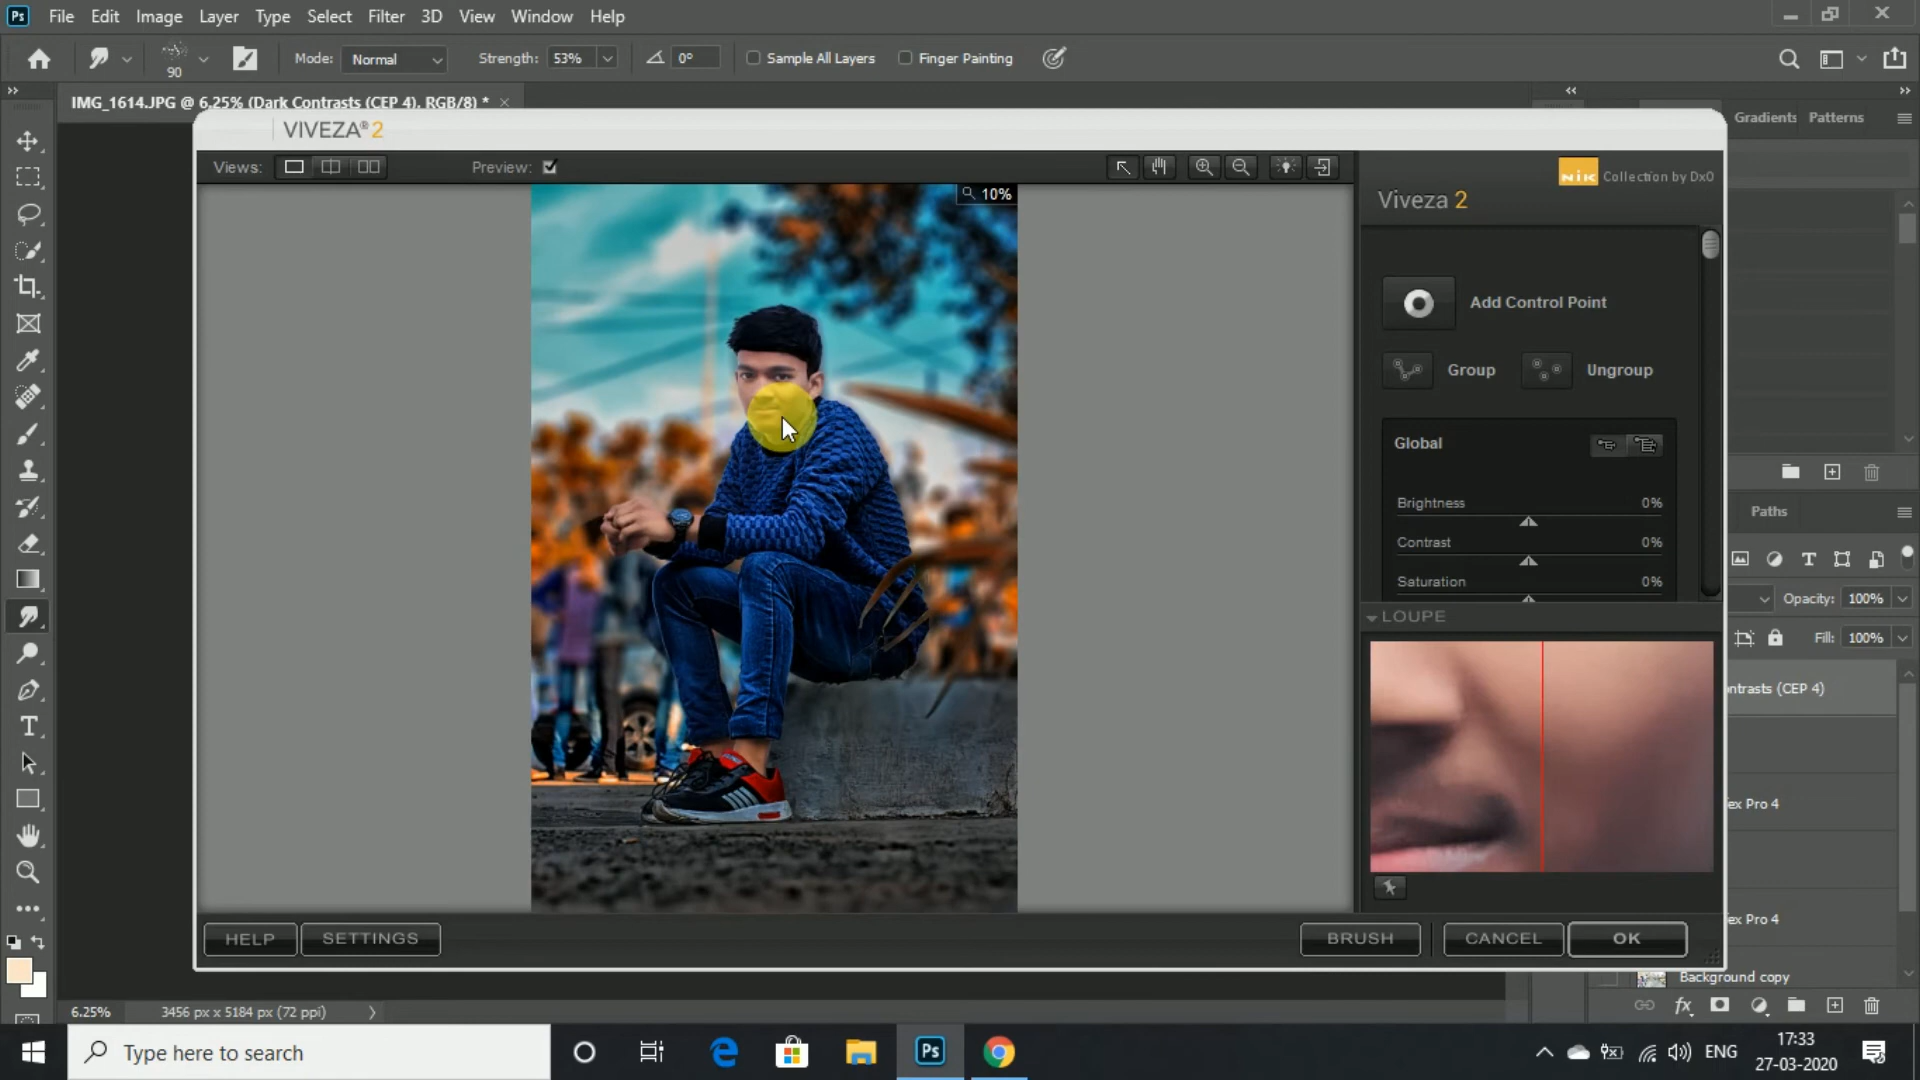 Ps File Edit Image Layer Type Select Filter 3D View Window Help
90 Mode: Normal Strength: 53% 0° Sample All Layers Finger Painting
IMG_1614.JPG @ 6.25% (Dark Contrasts (CEP 4), RGB/8) * ×
Gradients Patterns
VIVEZA® 2
Views: Preview:
10%
nik Collection by DxO
Viveza 2
Add Control Point
Group Ungroup
Global
Brightness 0%
Contrast 0%
Saturation 0%
LOUPE
Paths
Opacity: 100%
Fill: 100%
ntrasts (CEP 4)
ex Pro 4
ex Pro 4
Background copy
HELP SETTINGS BRUSH CANCEL OK
6.25% 3456 px x 5184 px (72 ppi)
Type here to search
Ps
ENG
17:33
27-03-2020